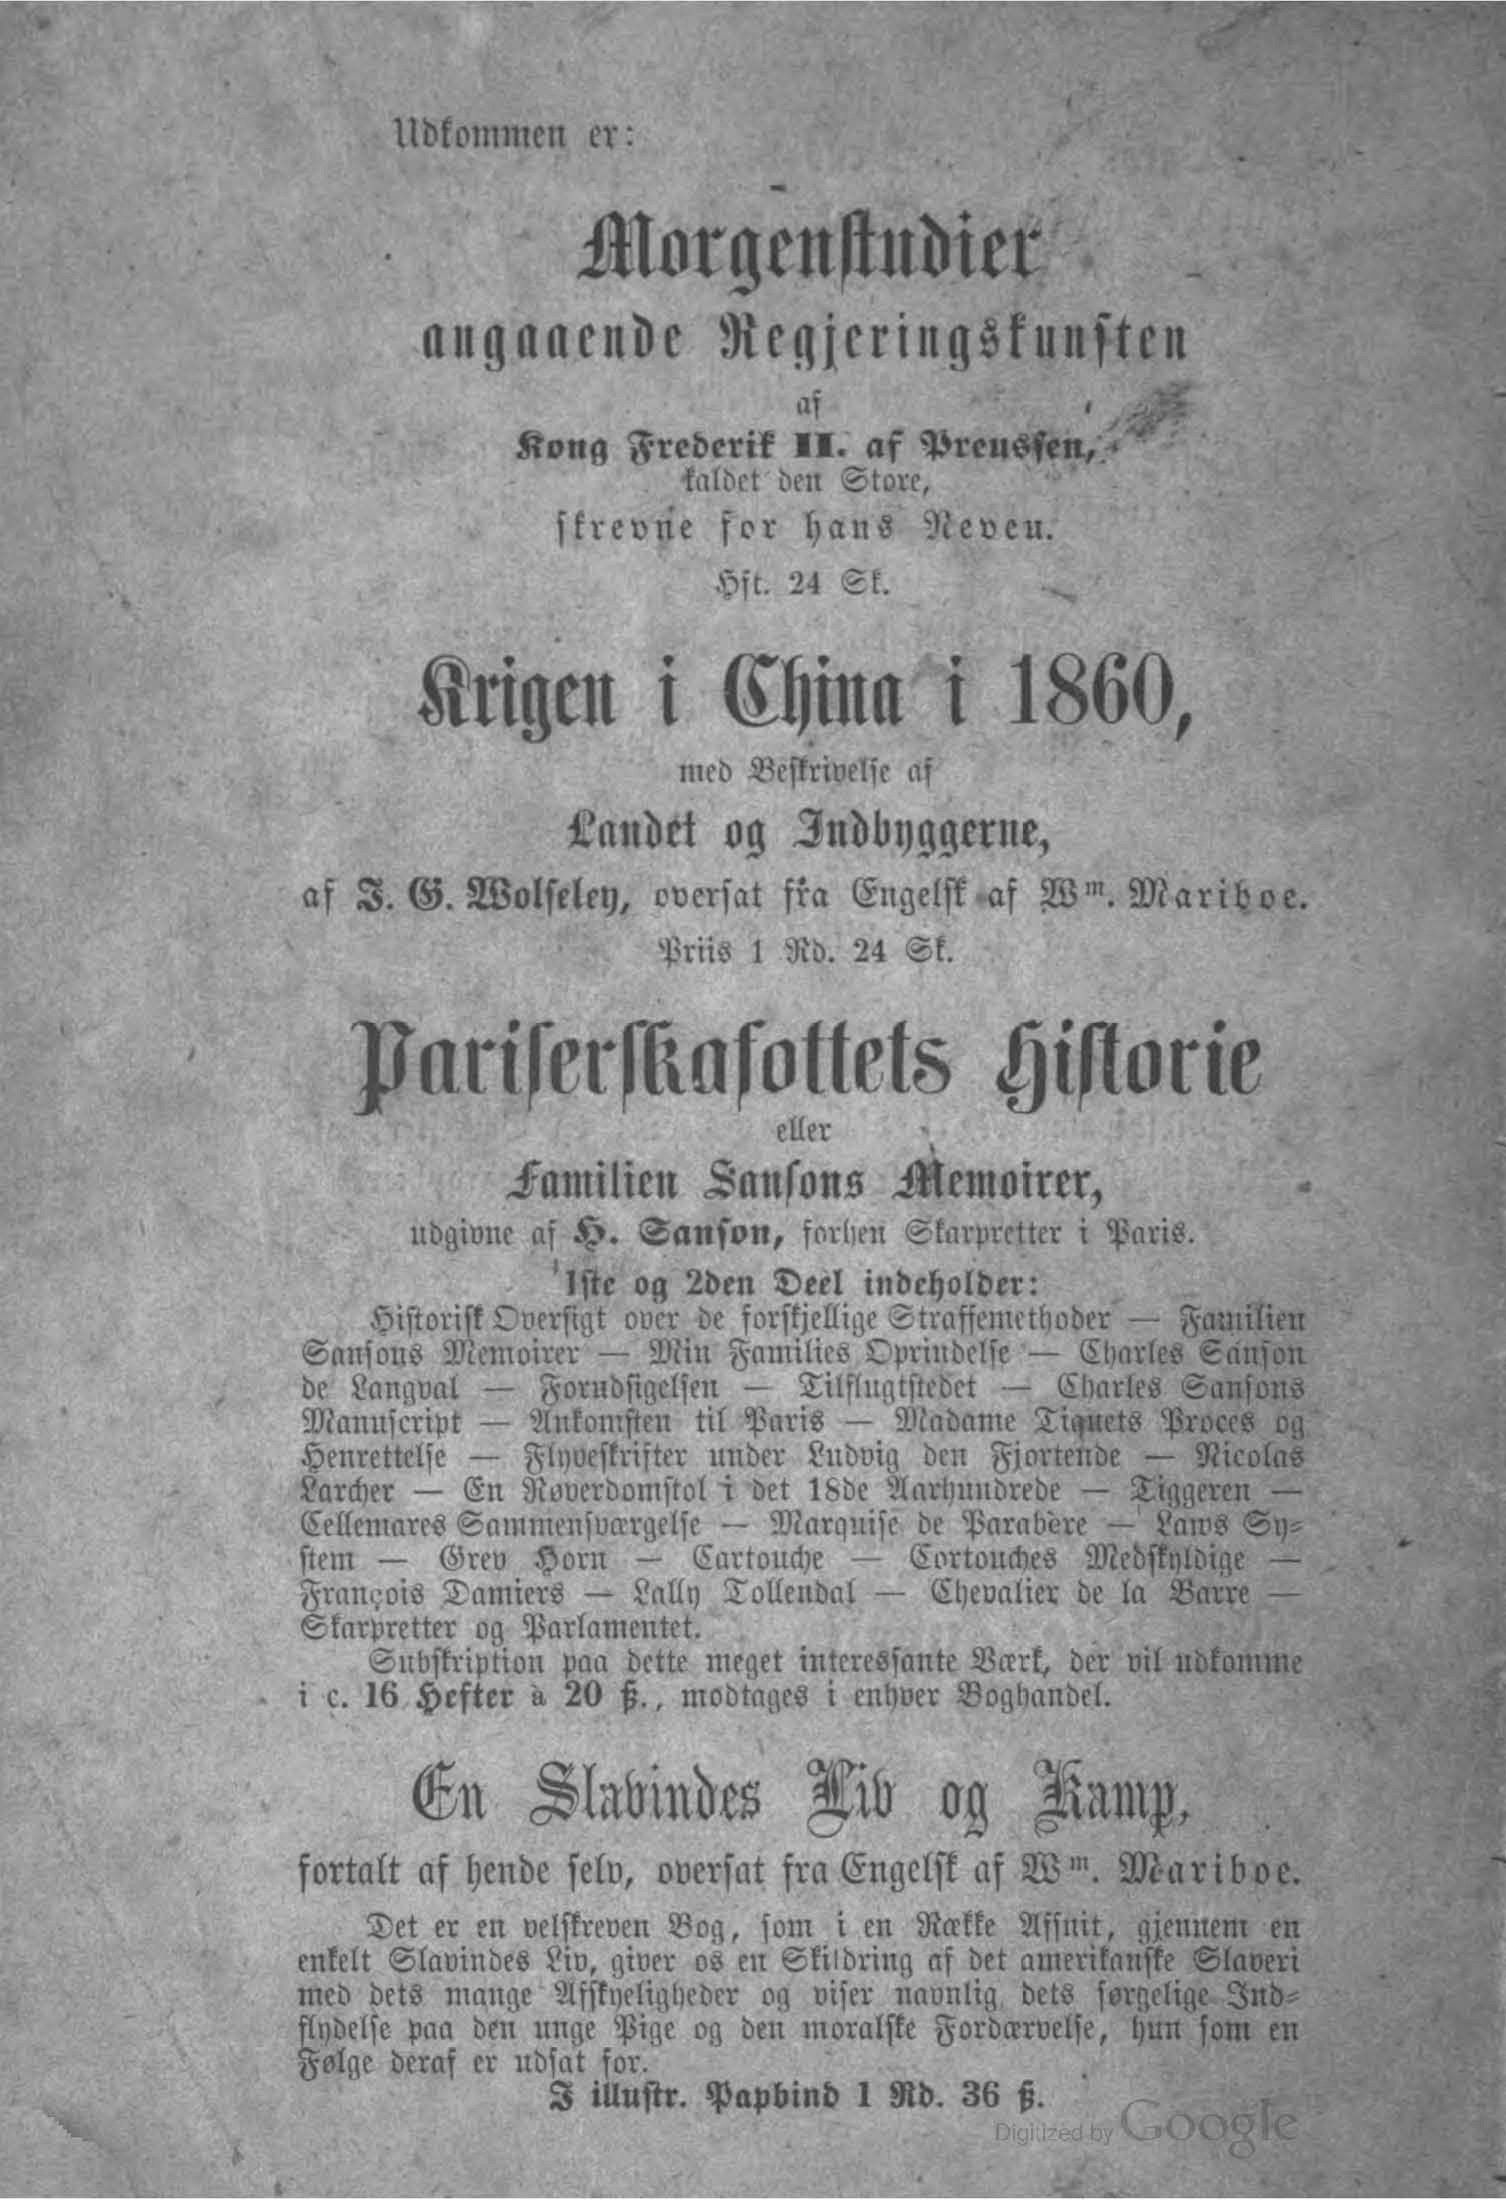 Udkommen er:
Morgenstudier
angaaende Regjeringskunsten
af
Kong Frederik II. af Preussen,
kaldet den Store,
skrevne for hans Neveu.
Hft. 24 Sk.
Krigen i China i 1860,
med Beskrivelse af
Landet og Indbyggerne,
af J. G. Wolseley, oversat fra Engelsk af Wm. Mariboe.
Priis 1 Rd. 24 Sk.
Pariserskafottets Historie
eller
Familien Sansons Memoirer,
udgivne af H. Sanson, forhen Skarpretter i Paris.
1ste og 2den Deel indeholder:
Historisk Oversigt over de forskjellige Straffemethoder — Familien
Sansons Memoirer — Min Families Oprindelse — Charles Sanson
de Langval — Forudsigelsen — Tilflugtstedet — Charles Sansons
Manuscript — Ankomsten til Paris — Madame Tiquets Proces og
Henrettelse — Flyveskrifter under Ludvig den Fjortende — Nicolas
Larcher — En Røverdomstol i det 18de Aarhundrede — Tiggeren —
Cellemares Sammensværgelse — Marquise de Parabère — Laws Sy-
stem — Grev Horn — Cartouche — Cortouches Medskyldige —
François Damiers — Lally Tollendal — Chevalier de la Barre —
Skarpretter og Parlamentet.
Subskription paa dette meget interessante Værk, der vil udkomme
i c. 16 Hefter à 20 ß., modtages i enhver Boghandel.
En Slavindes Liv og Kamp,
fortalt af hende selv, oversat fra Engelsk af Wm. Mariboe.
Det er en velskreven Bog, som i en Række Afsnit, gjennem en
enkelt Slavindes Liv, giver os en Skildring af det amerikanske Slaveri
med dets mange Afskyeligheder og viser navnlig dets sørgelige Ind-
flydelse paa den unge Pige og den moralske Fordærvelse, hun som en
Følge deraf er udsat for.
I illustr. Papbind 1 Rd. 36 ß.
Digitized by Google